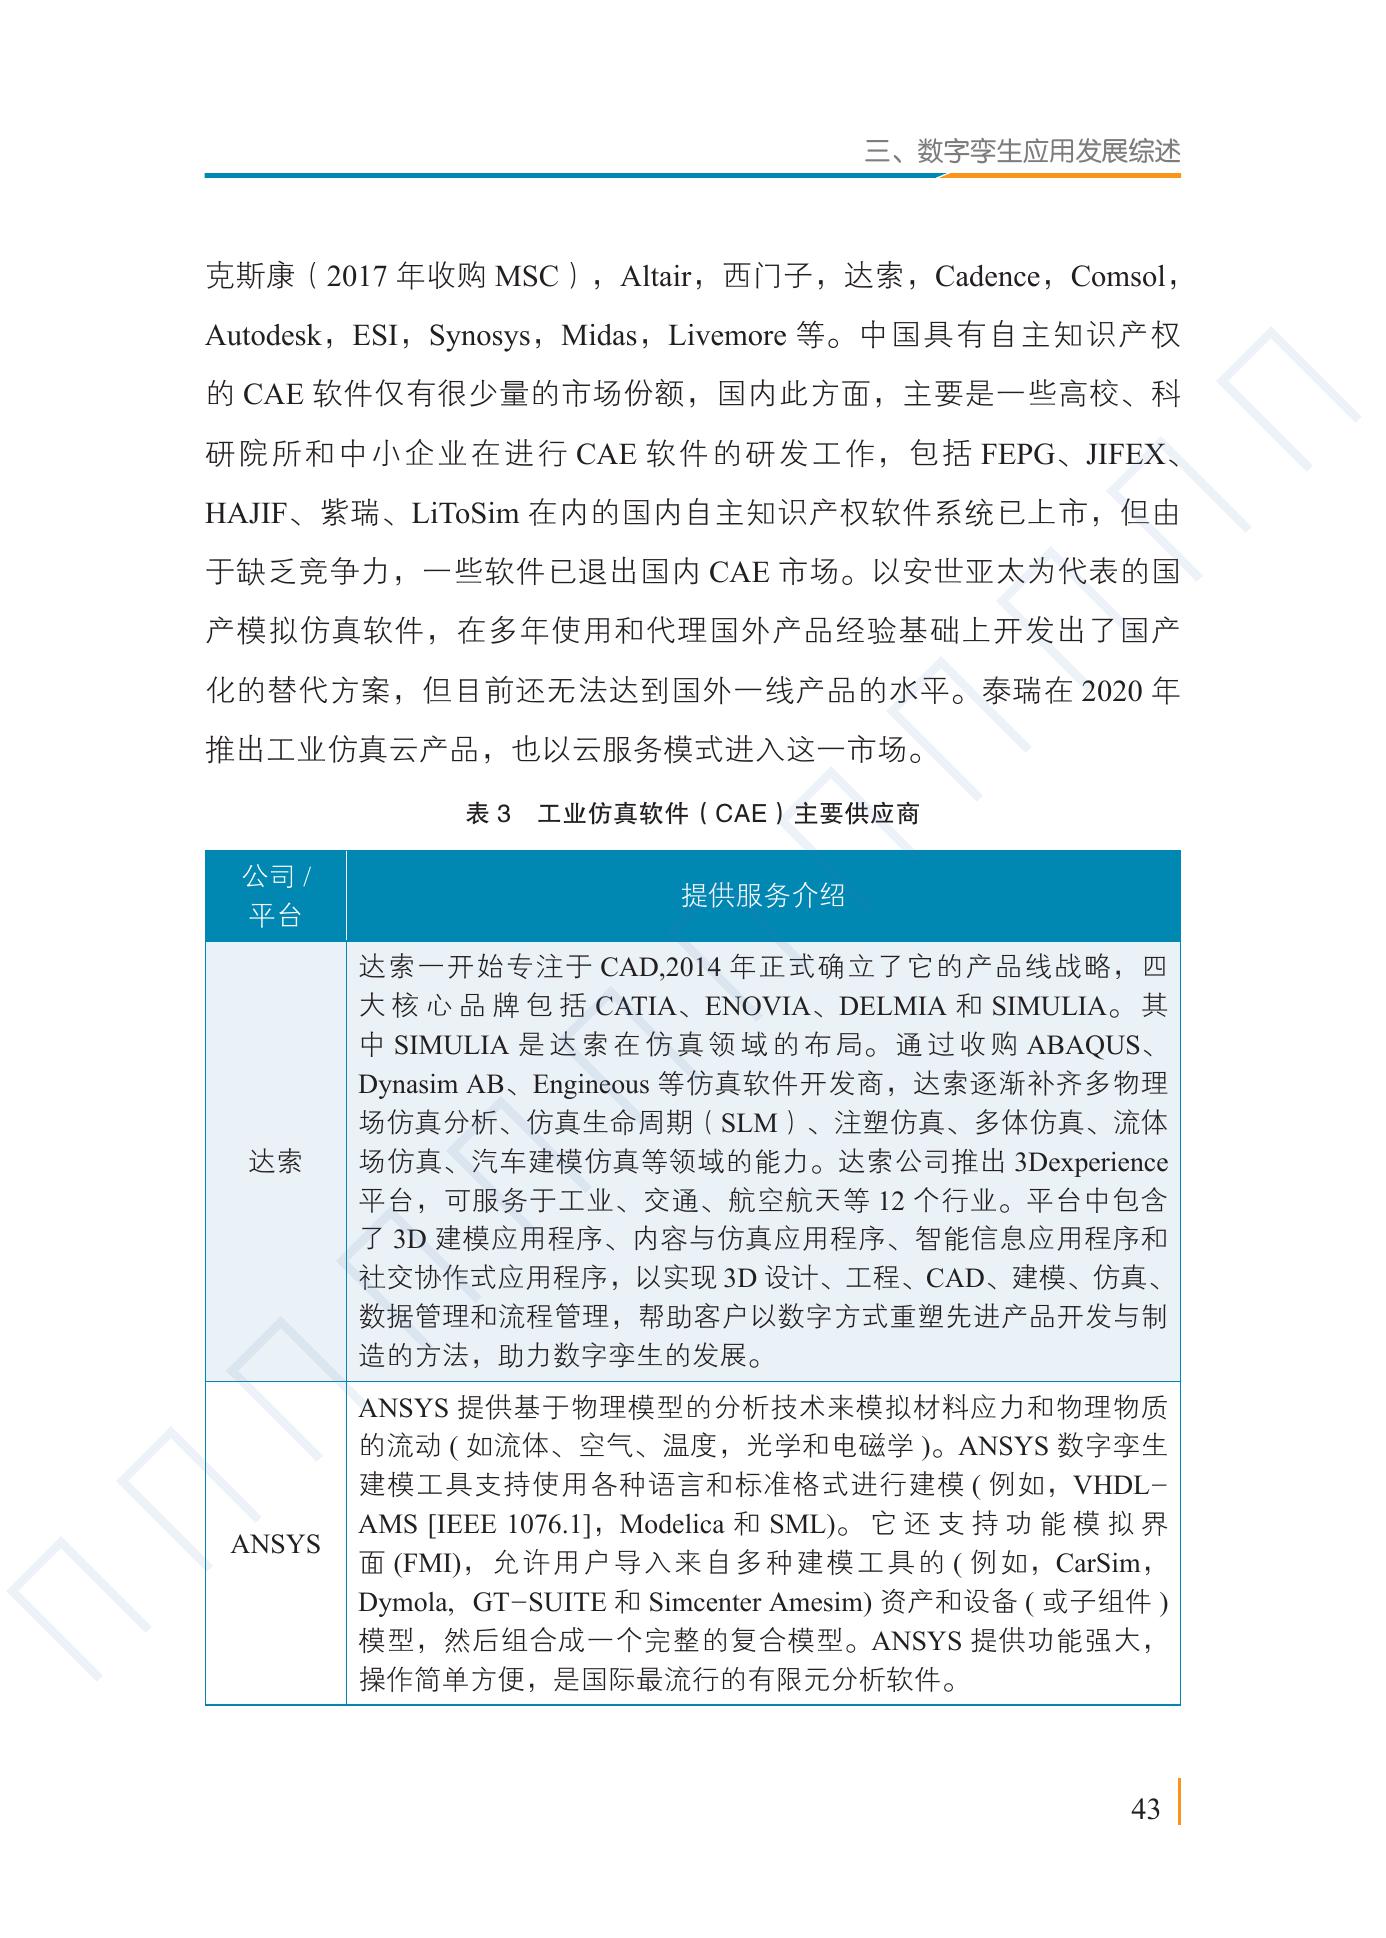 三、数字孪生应用发展综述
克斯康（2017 年收购 MSC），Altair，西门子，达索，Cadence，Comsol，
Autodesk，ESI，Synosys，Midas，Livemore 等。中国具有自主知识产权
的 CAE 软件仅有很少量的市场份额，国内此方面，主要是一些高校、科
研院所和中小企业在进行 CAE 软件的研发工作，包括 FEPG、JIFEX、
HAJIF、紫瑞、LiToSim 在内的国内自主知识产权软件系统已上市，但由
于缺乏竞争力，一些软件已退出国内 CAE 市场。以安世亚太为代表的国
产模拟仿真软件，在多年使用和代理国外产品经验基础上开发出了国产
化的替代方案，但目前还无法达到国外一线产品的水平。泰瑞在 2020 年
推出工业仿真云产品，也以云服务模式进入这一市场。
表 3　工业仿真软件（CAE）主要供应商
公司 /
平台
提供服务介绍
达索
达索一开始专注于 CAD,2014 年正式确立了它的产品线战略，四
大核心品牌包括 CATIA、ENOVIA、DELMIA 和 SIMULIA。其
中 SIMULIA 是达索在仿真领域的布局。通过收购 ABAQUS、
Dynasim AB、Engineous 等仿真软件开发商，达索逐渐补齐多物理
场仿真分析、仿真生命周期（SLM）、注塑仿真、多体仿真、流体
场仿真、汽车建模仿真等领域的能力。达索公司推出 3Dexperience
平台，可服务于工业、交通、航空航天等 12 个行业。平台中包含
了 3D 建模应用程序、内容与仿真应用程序、智能信息应用程序和
社交协作式应用程序，以实现 3D 设计、工程、CAD、建模、仿真、
数据管理和流程管理，帮助客户以数字方式重塑先进产品开发与制
造的方法，助力数字孪生的发展。
ANSYS
ANSYS 提供基于物理模型的分析技术来模拟材料应力和物理物质
的流动 ( 如流体、空气、温度，光学和电磁学 )。ANSYS 数字孪生
建模工具支持使用各种语言和标准格式进行建模 ( 例如，VHDL-
AMS [IEEE 1076.1]，Modelica 和 SML)。它还支持功能模拟界
面 (FMI)，允许用户导入来自多种建模工具的 ( 例如，CarSim，
Dymola，GT-SUITE 和 Simcenter Amesim) 资产和设备 ( 或子组件 )
模型，然后组合成一个完整的复合模型。ANSYS 提供功能强大，
操作简单方便，是国际最流行的有限元分析软件。
43